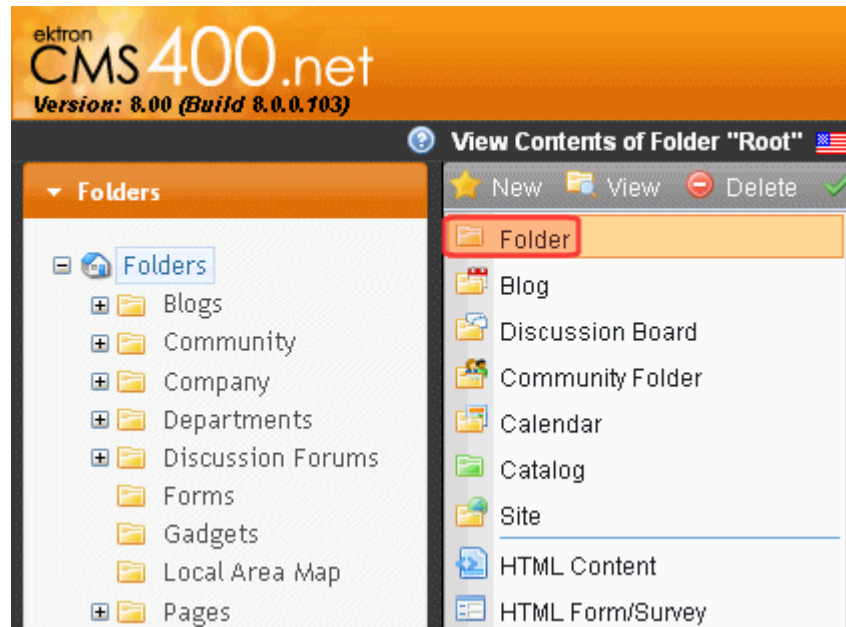 ektron
CMS400.net
Version: 8.00 (Build 8.0.0.103)
View Contents of Folder "Root"
Folders
New View Delete
Folders
Blogs
Community
Company
Departments
Discussion Forums
Forms
Gadgets
Local Area Map
Pages
Folder
Blog
Discussion Board
Community Folder
Calendar
Catalog
Site
HTML Content
HTML Form/Survey